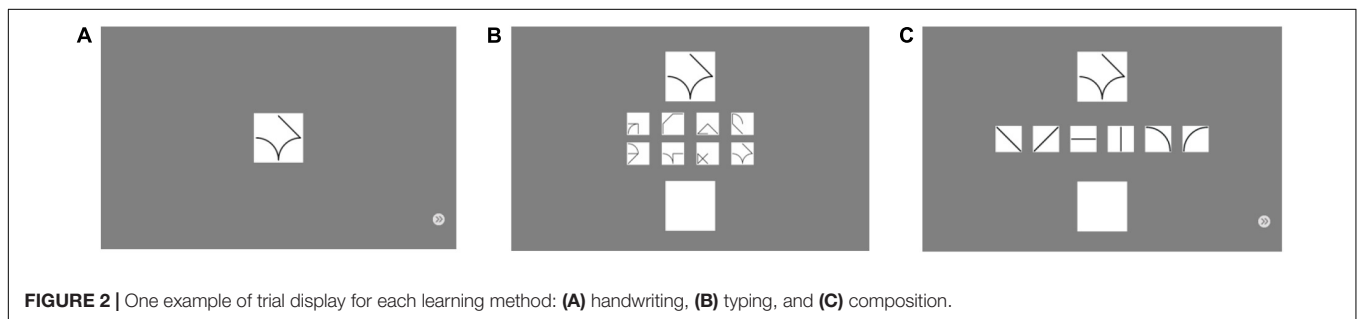 A
B
C
FIGURE 2 | One example of trial display for each learning method: (A) handwriting, (B) typing, and (C) composition.